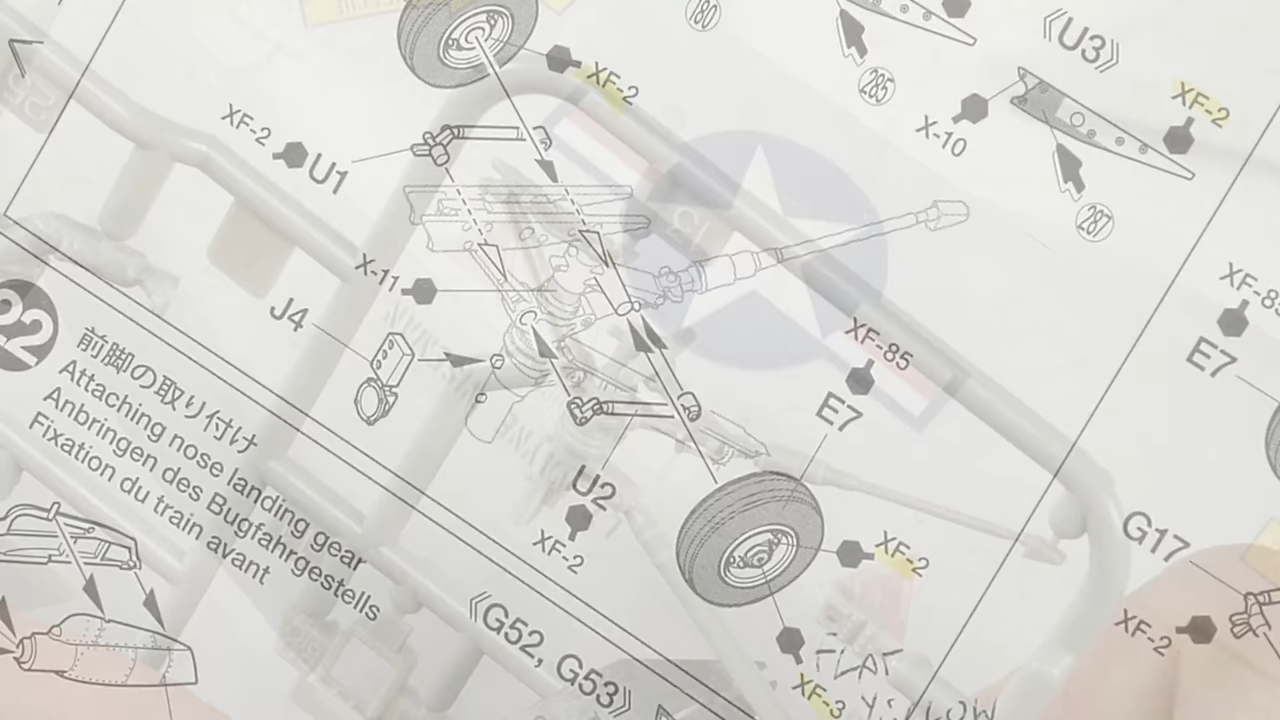 180
《U3》
XF-2
285
XF-2
X-10
XF-2
U1
287
X-11
J4
XF-85
E7
E7
22
前脚の取り付け
Attaching nose landing gear
Anbringen des Bugfahrgestells
Fixation du train avant
U2
XF-2
XF-2
G17
XF-2
《G52, G53》
XF-3
FLAT
YELLOW